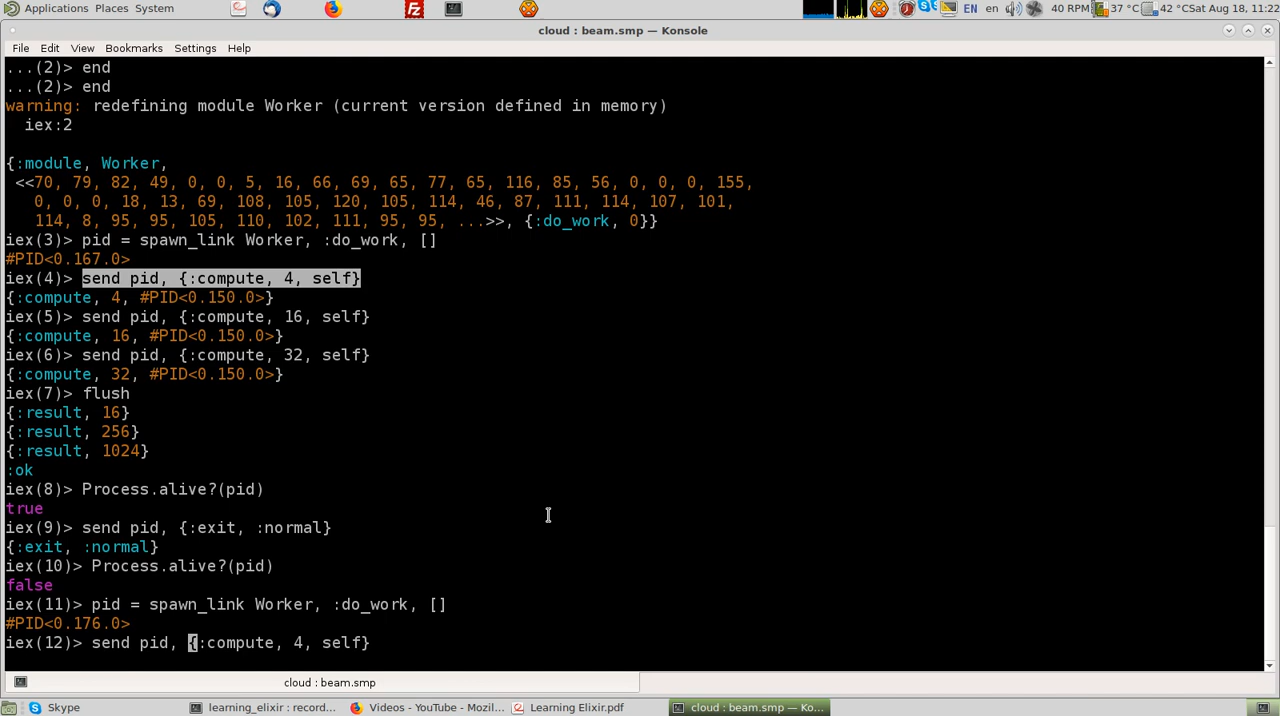 Applications Places System
EN en 40 RPM 37 °C 42 °C Sat Aug 18, 11:22
cloud : beam.smp — Konsole
File Edit View Bookmarks Settings Help
...(2)> end
...(2)> end
warning: redefining module Worker (current version defined in memory)
iex:2
{:module, Worker,
<<70, 79, 82, 49, 0, 0, 5, 16, 66, 69, 65, 77, 65, 116, 85, 56, 0, 0, 0, 155,
0, 0, 0, 18, 13, 69, 108, 105, 120, 105, 114, 46, 87, 111, 114, 107, 101,
114, 8, 95, 95, 105, 110, 102, 111, 95, 95, ...>>, {:do_work, 0}}
iex(3)> pid = spawn_link Worker, :do_work, []
#PID<0.167.0>
iex(4)> send pid, {:compute, 4, self}
{:compute, 4, #PID<0.150.0>}
iex(5)> send pid, {:compute, 16, self}
{:compute, 16, #PID<0.150.0>}
iex(6)> send pid, {:compute, 32, self}
{:compute, 32, #PID<0.150.0>}
iex(7)> flush
{:result, 16}
{:result, 256}
{:result, 1024}
:ok
iex(8)> Process.alive?(pid)
true
iex(9)> send pid, {:exit, :normal}
{:exit, :normal}
iex(10)> Process.alive?(pid)
false
iex(11)> pid = spawn_link Worker, :do_work, []
#PID<0.176.0>
iex(12)> send pid, {:compute, 4, self}
cloud : beam.smp
Skype learning_elixir : record... Videos - YouTube - Mozil... Learning Elixir.pdf cloud : beam.smp — Ko...